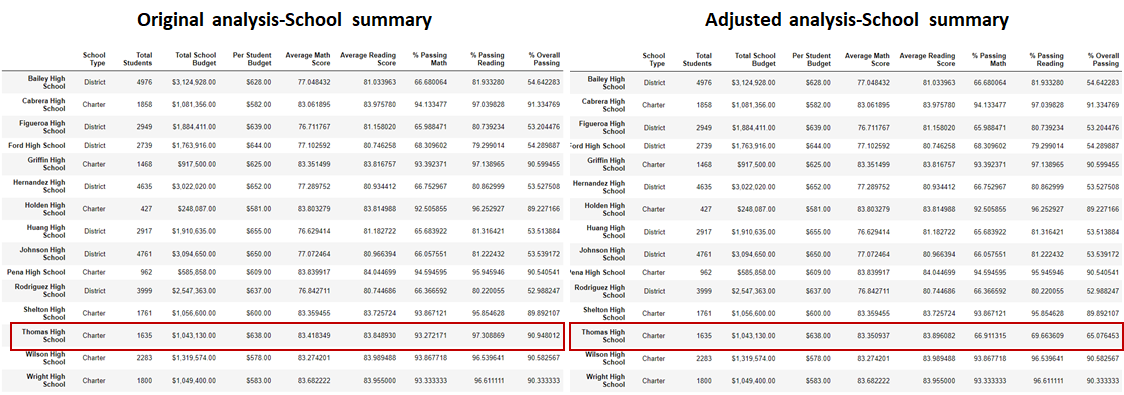 Original analysis-School summary
School Type Total Students Total School Budget Per Student Budget Average Math Score Average Reading Score % Passing Math % Passing Reading % Overall Passing
Bailey High School District 4976 $3,124,928.00 $628.00 77.048432 81.033963 66.680064 81.933280 54.642283
Cabrera High School Charter 1858 $1,081,356.00 $582.00 83.061895 83.975780 94.133477 97.039828 91.334769
Figueroa High School District 2949 $1,884,411.00 $639.00 76.711767 81.158020 65.988471 80.739234 53.204476
Ford High School District 2739 $1,763,916.00 $644.00 77.102592 80.746258 68.309602 79.299014 54.289887
Griffin High School Charter 1468 $917,500.00 $625.00 83.351499 83.816757 93.392371 97.138965 90.599455
Hernandez High School District 4635 $3,022,020.00 $652.00 77.289752 80.934412 66.752967 80.862999 53.527508
Holden High School Charter 427 $248,087.00 $581.00 83.803279 83.814988 92.505855 96.252927 89.227166
Huang High School District 2917 $1,910,635.00 $655.00 76.629414 81.182722 65.683922 81.316421 53.513884
Johnson High School District 4761 $3,094,650.00 $650.00 77.072464 80.966394 66.057551 81.222432 53.539172
Pena High School Charter 962 $585,858.00 $609.00 83.839917 84.044699 94.594595 95.945946 90.540541
Rodriguez High School District 3999 $2,547,363.00 $637.00 76.842711 80.744686 66.366592 80.220055 52.988247
Shelton High School Charter 1761 $1,056,600.00 $600.00 83.359455 83.725724 93.867121 95.854628 89.892107
Thomas High School Charter 1635 $1,043,130.00 $638.00 83.418349 83.848930 93.272171 97.308869 90.948012
Wilson High School Charter 2283 $1,319,574.00 $578.00 83.274201 83.989488 93.867718 96.539641 90.582567
Wright High School Charter 1800 $1,049,400.00 $583.00 83.682222 83.955000 93.333333 96.611111 90.333333
Adjusted analysis-School summary
School Type Total Students Total School Budget Per Student Budget Average Math Score Average Reading Score % Passing Math % Passing Reading % Overall Passing
Bailey High School District 4976 $3,124,928.00 $628.00 77.048432 81.033963 66.680064 81.933280 54.642283
Cabrera High School Charter 1858 $1,081,356.00 $582.00 83.061895 83.975780 94.133477 97.039828 91.334769
Figueroa High School District 2949 $1,884,411.00 $639.00 76.711767 81.158020 65.988471 80.739234 53.204476
Ford High School District 2739 $1,763,916.00 $644.00 77.102592 80.746258 68.309602 79.299014 54.289887
Griffin High School Charter 1468 $917,500.00 $625.00 83.351499 83.816757 93.392371 97.138965 90.599455
Hernandez High School District 4635 $3,022,020.00 $652.00 77.289752 80.934412 66.752967 80.862999 53.527508
Holden High School Charter 427 $248,087.00 $581.00 83.803279 83.814988 92.505855 96.252927 89.227166
Huang High School District 2917 $1,910,635.00 $655.00 76.629414 81.182722 65.683922 81.316421 53.513884
Johnson High School District 4761 $3,094,650.00 $650.00 77.072464 80.966394 66.057551 81.222432 53.539172
Pena High School Charter 962 $585,858.00 $609.00 83.839917 84.044699 94.594595 95.945946 90.540541
Rodriguez High School District 3999 $2,547,363.00 $637.00 76.842711 80.744686 66.366592 80.220055 52.988247
Shelton High School Charter 1761 $1,056,600.00 $600.00 83.359455 83.725724 93.867121 95.854628 89.892107
Thomas High School Charter 1635 $1,043,130.00 $638.00 83.350937 83.896082 66.911315 69.663609 65.076453
Wilson High School Charter 2283 $1,319,574.00 $578.00 83.274201 83.989488 93.867718 96.539641 90.582567
Wright High School Charter 1800 $1,049,400.00 $583.00 83.682222 83.955000 93.333333 96.611111 90.333333